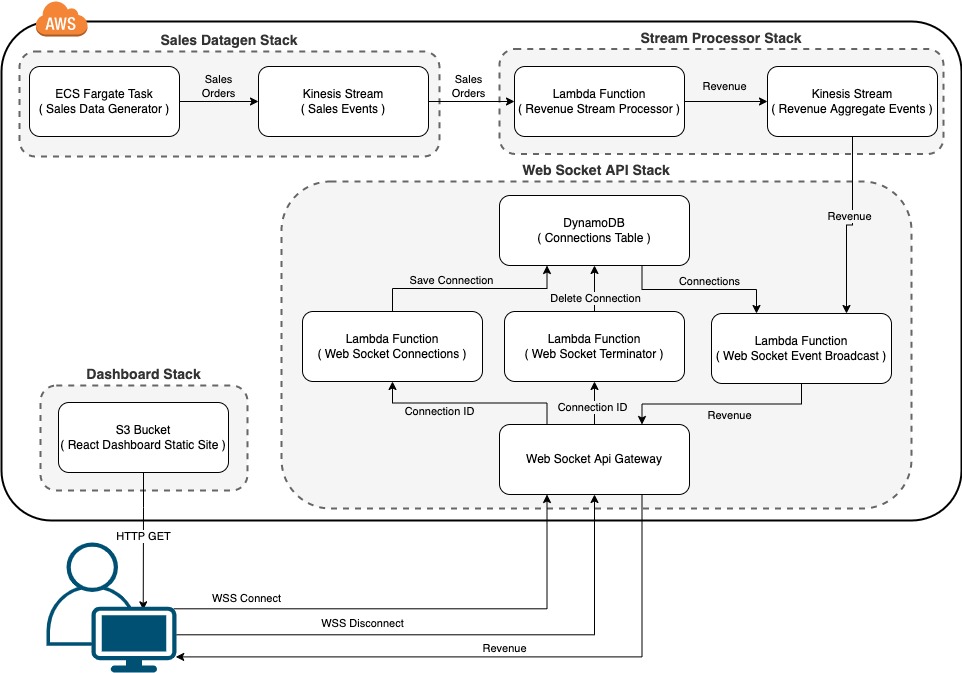 AWS
Sales Datagen Stack
ECS Fargate Task
( Sales Data Generator )
Sales
Orders
Kinesis Stream
( Sales Events )
Sales
Orders
Stream Processor Stack
Lambda Function
( Revenue Stream Processor )
Revenue
Kinesis Stream
( Revenue Aggregate Events )
Revenue
Web Socket API Stack
DynamoDB
( Connections Table )
Save Connection
Delete Connection
Connections
Lambda Function
( Web Socket Connections )
Lambda Function
( Web Socket Terminator )
Lambda Function
( Web Socket Event Broadcast )
Connection ID
Connection ID
Revenue
Web Socket Api Gateway
Dashboard Stack
S3 Bucket
( React Dashboard Static Site )
HTTP GET
WSS Connect
WSS Disconnect
Revenue